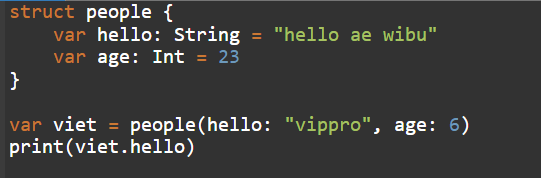 struct people {
    var hello: String = "hello ae wibu"
    var age: Int = 23
}

var viet = people(hello: "vippro", age: 6)
print(viet.hello)